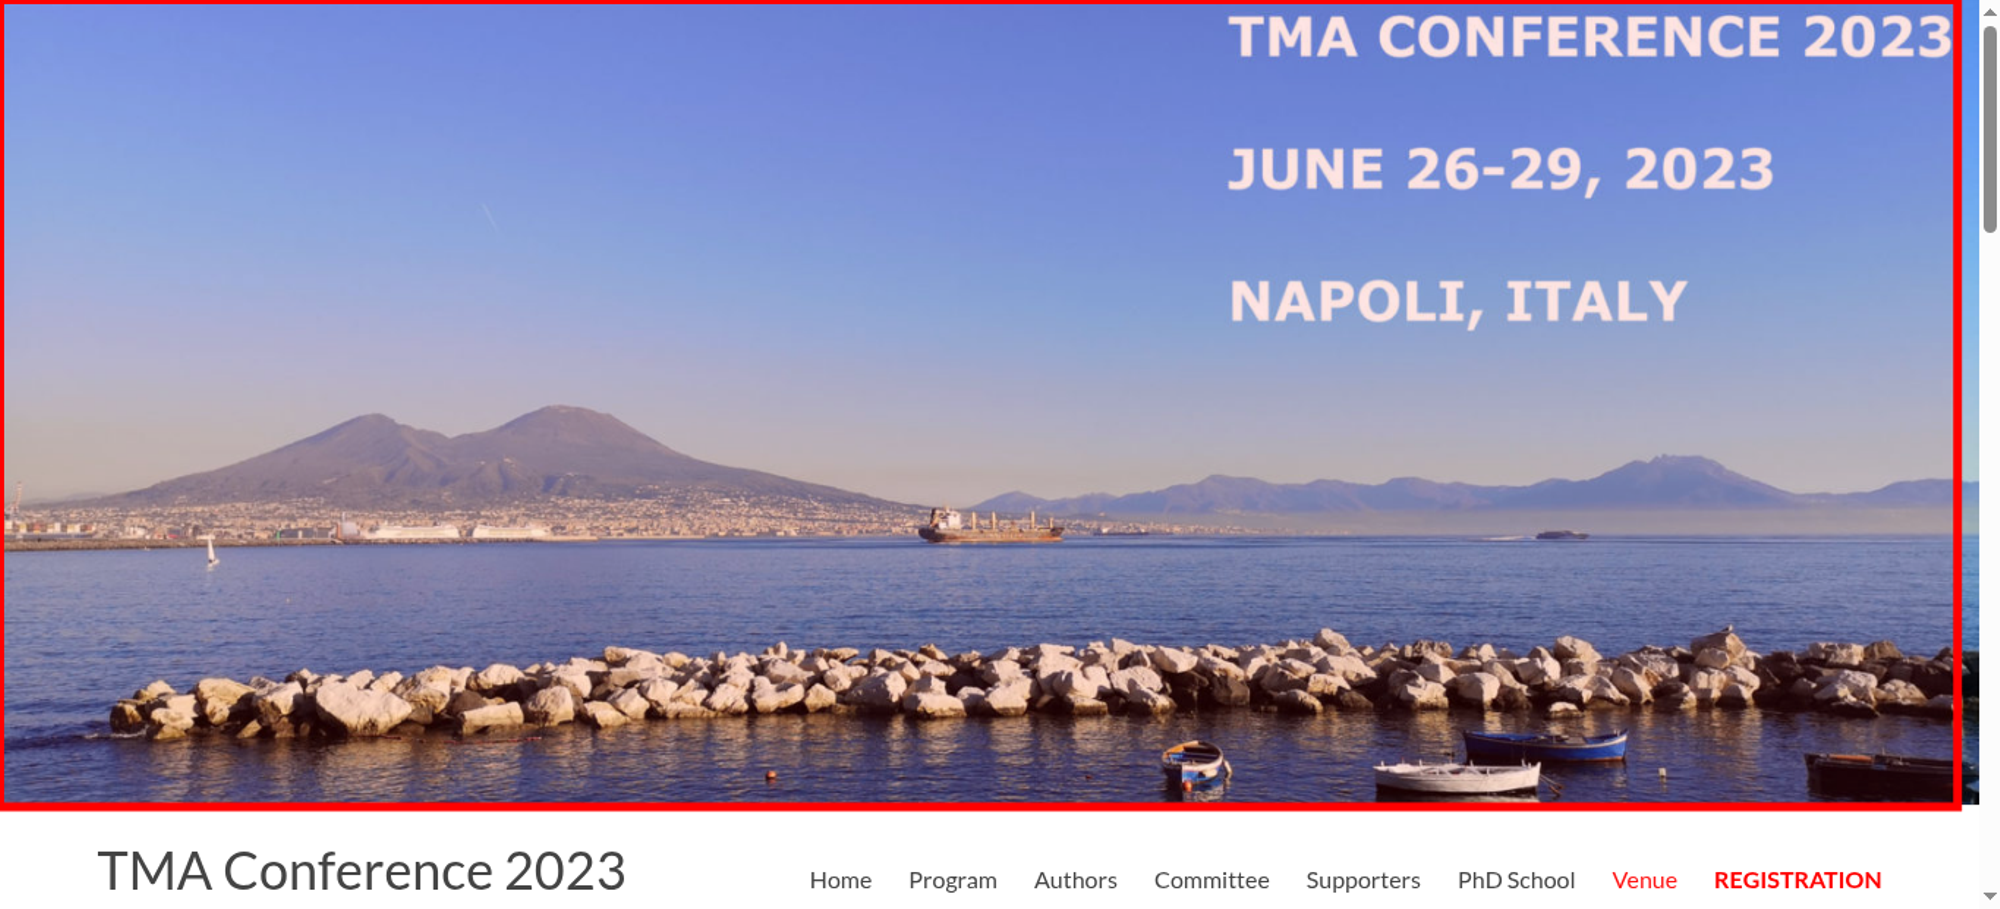 TMA CONFERENCE 2023
JUNE 26-29, 2023
NAPOLI, ITALY
TMA Conference 2023
Home Program Authors Committee Supporters PhD School Venue REGISTRATION